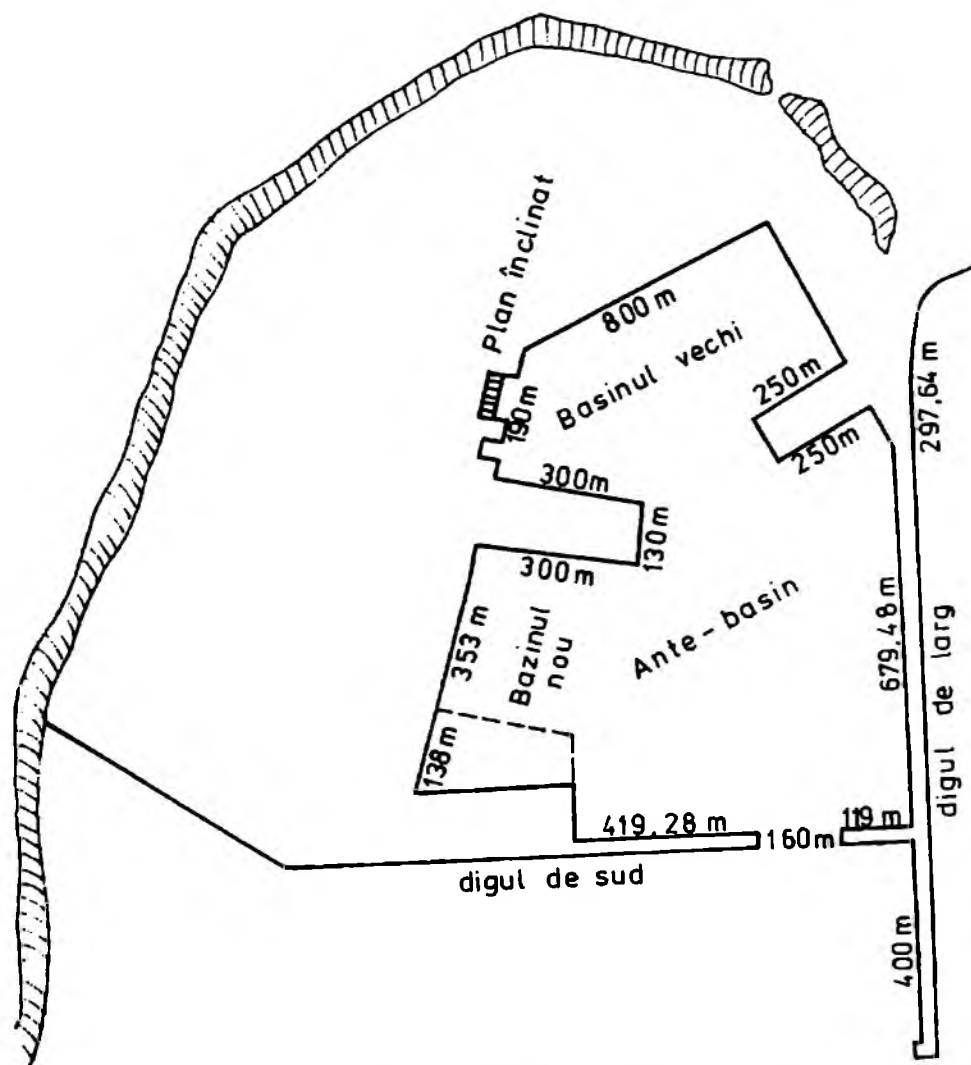 Plan înclinat
800 m
Basinul vechi
250m
250m
297,64 m
190m
300m
130m
300m
353 m
Bazinul
nou
Ante-basin
679,48 m
digul de larg
138m
419,28 m
160m
119 m
digul de sud
400m